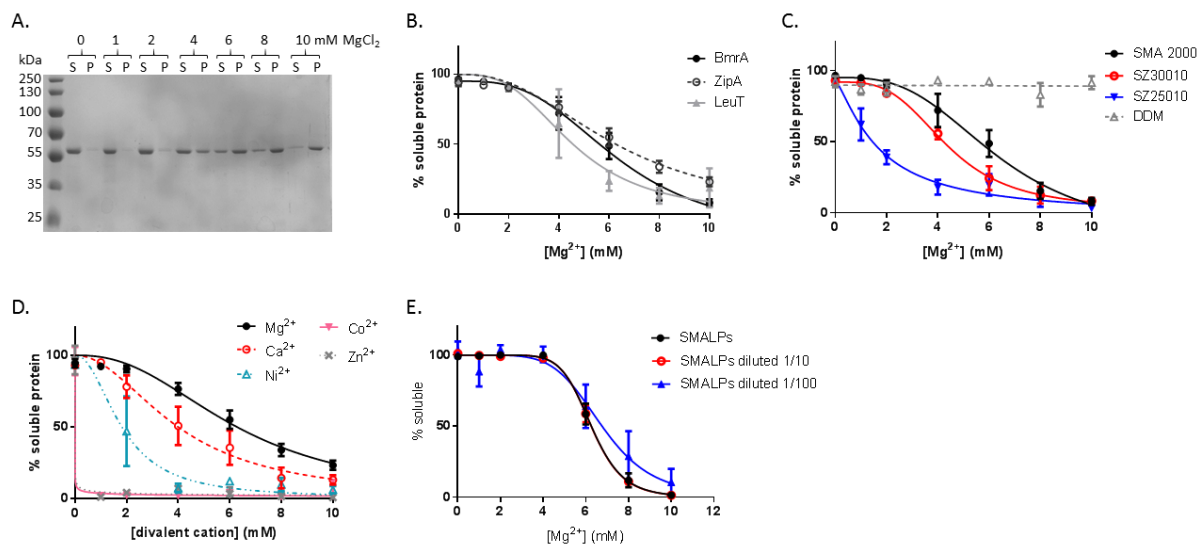 A.
0 1 2 4 6 8 10 mM MgCl₂
kDa S P S P S P S P S P S P S P
250
130
100
70
55
35
25
B.
BmrA
ZipA
LeuT
% soluble protein
100
50
0
0 2 4 6 8 10
[Mg²⁺] (mM)
C.
SMA 2000
SZ30010
SZ25010
DDM
% soluble protein
100
50
0
0 2 4 6 8 10
[Mg²⁺] (mM)
D.
Mg²⁺ Co²⁺
Ca²⁺ Zn²⁺
Ni²⁺
% soluble protein
100
50
0
0 2 4 6 8 10
[divalent cation] (mM)
E.
SMALPs
SMALPs diluted 1/10
SMALPs diluted 1/100
% soluble
100
50
0
0 2 4 6 8 10 12
[Mg²⁺] (mM)